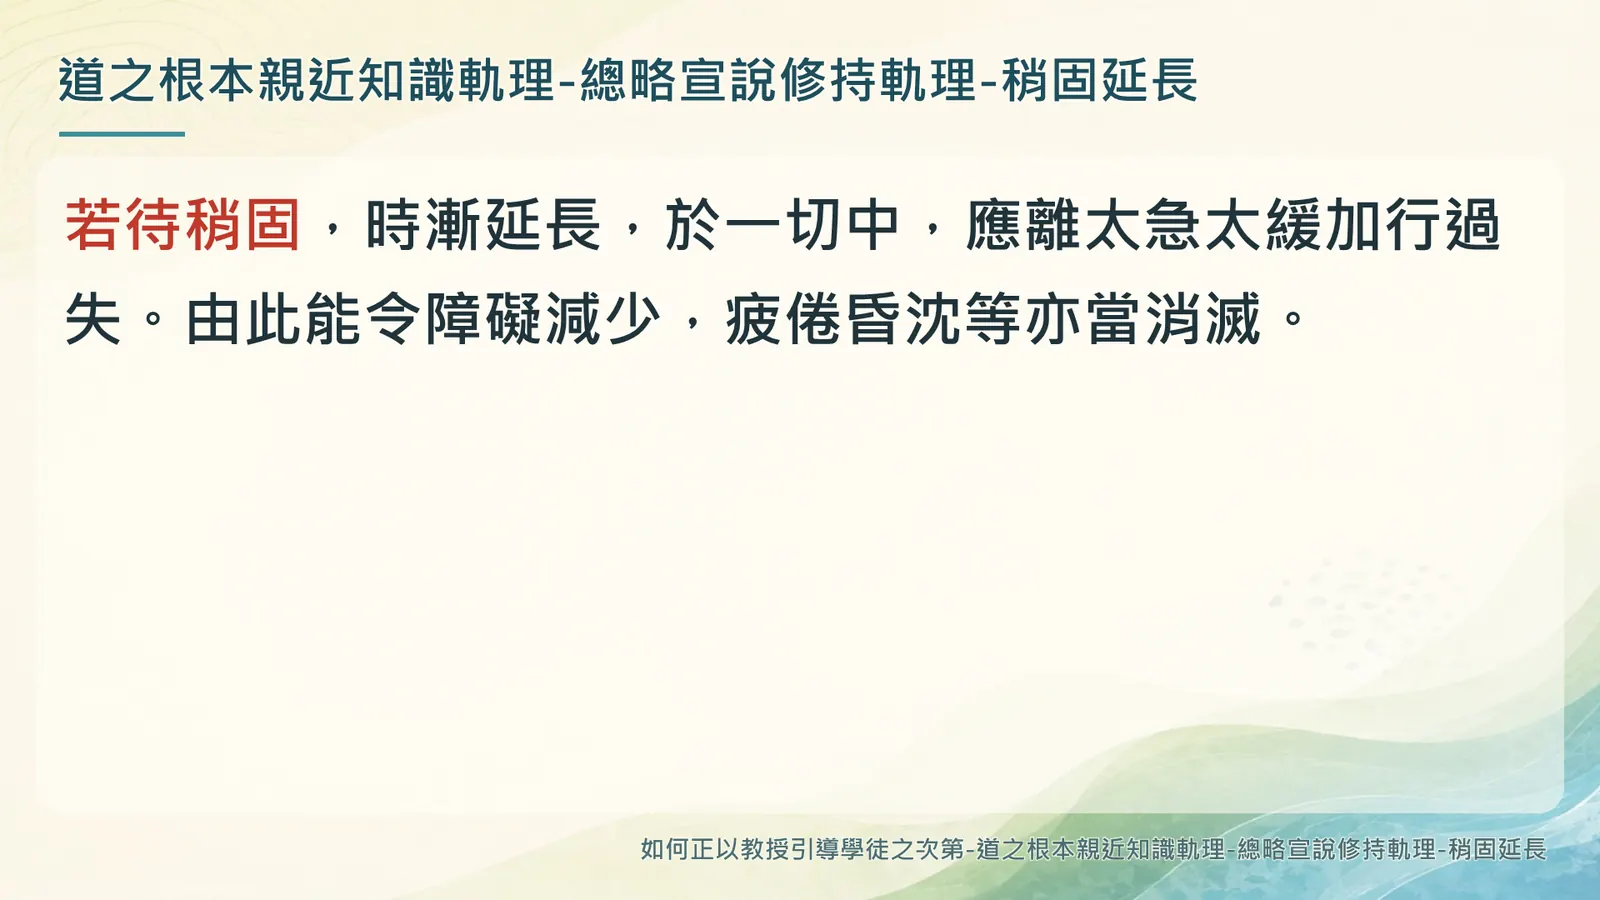 道之根本親近知識軌理-總略宣說修持軌理-稍固延長
若待稍固，時漸延長，於一切中，應離太急太緩加行過
失。由此能令障礙減少，疲倦昏沈等亦當消滅。
如何正以教授引導學徒之次第-道之根本親近知識軌理-總略宣說修持軌理-稍固延長